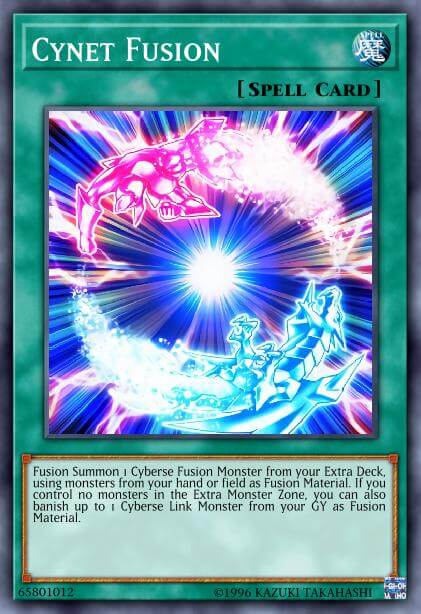 Cynet Fusion
SPELL
魔
[Spell Card]
Fusion Summon 1 Cyberse Fusion Monster from your Extra Deck,
using monsters from your hand or field as Fusion Material. If you
control no monsters in the Extra Monster Zone, you can also
banish up to 1 Cyberse Link Monster from your GY as Fusion
Material.
65801012
©1996 KAZUKI TAKAHASHI